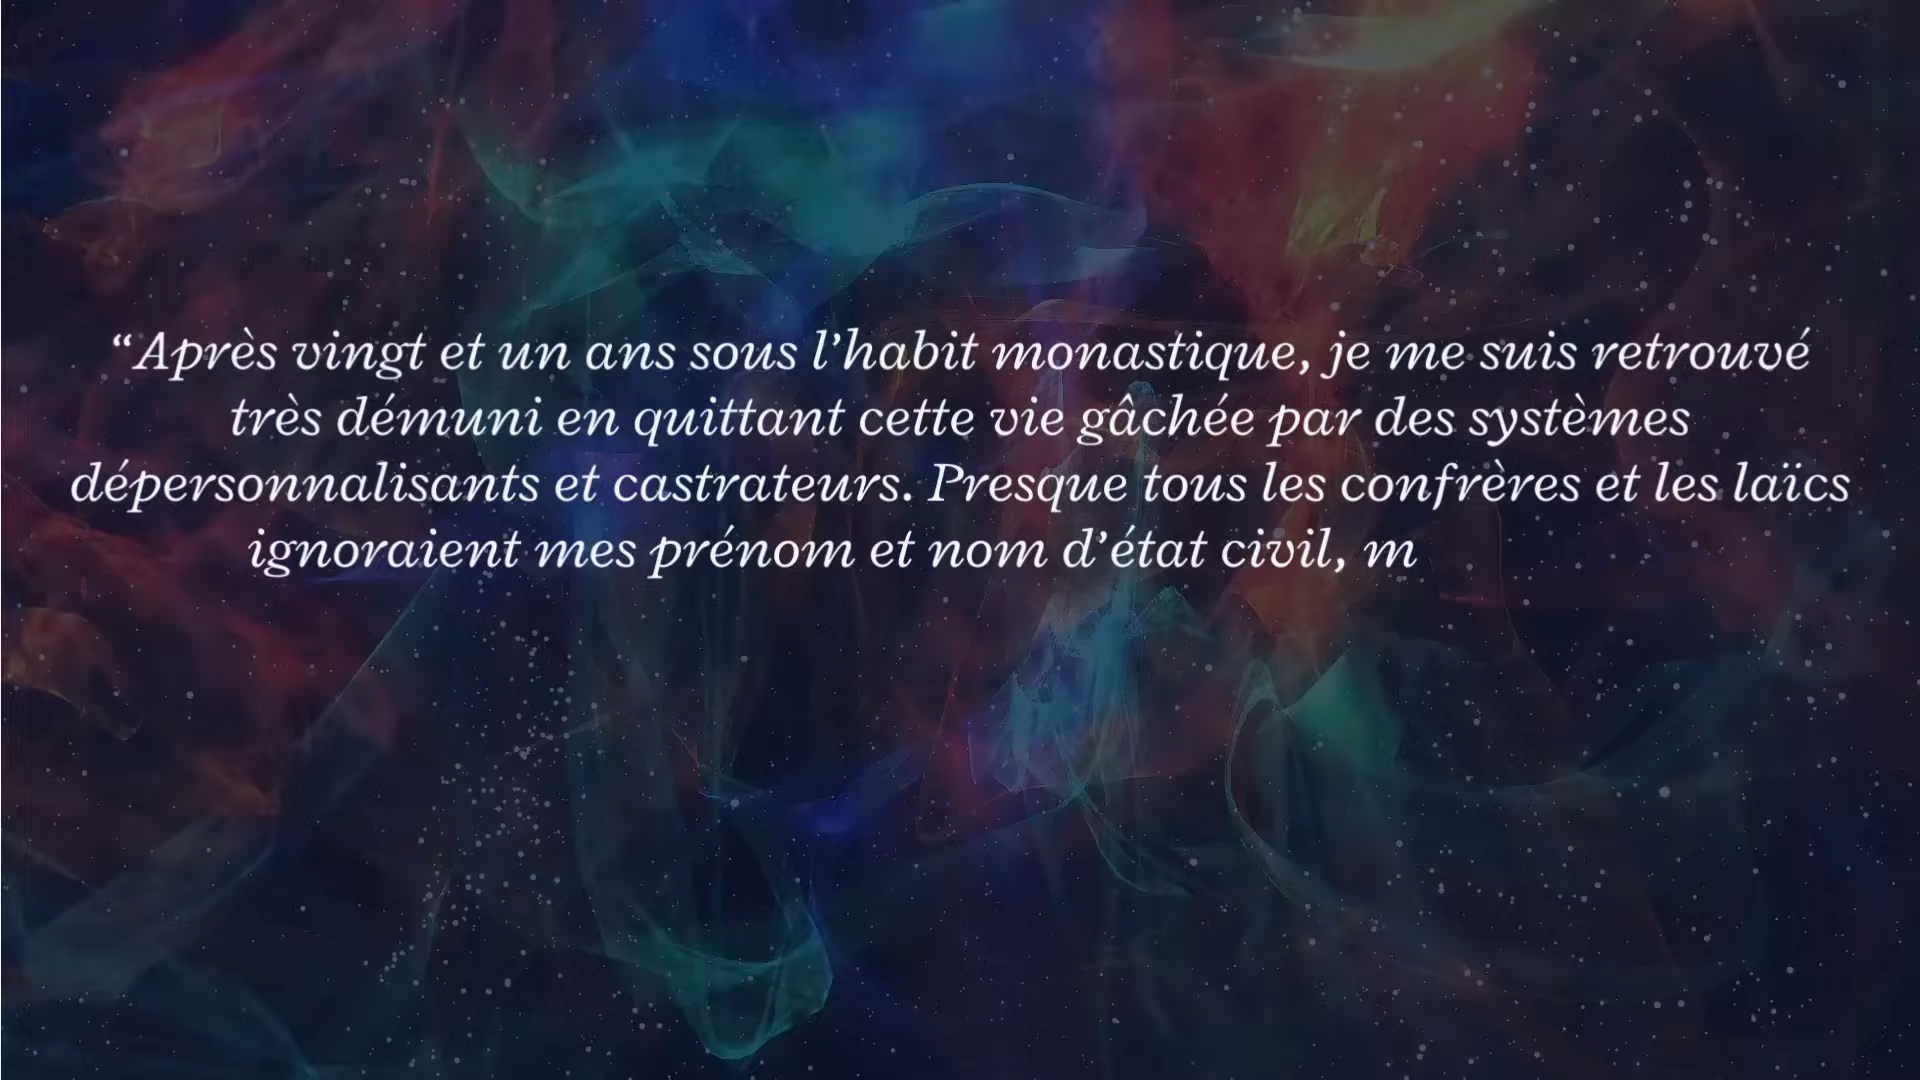 “Après vingt et un ans sous l’habit monastique, je me suis retrouvé
très démuni en quittant cette vie gâchée par des systèmes
dépersonnalisants et castrateurs. Presque tous les confrères et les laïcs
ignoraient mes prénom et nom d’état civil, m